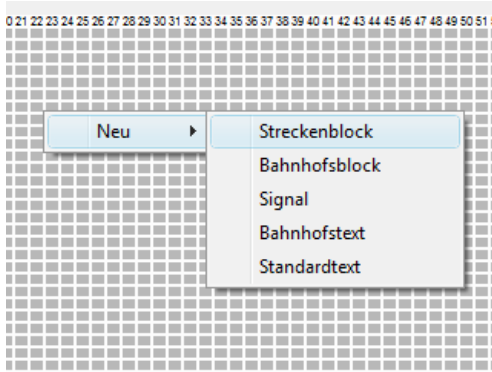 0 21 22 23 24 25 26 27 28 29 30 31 32 33 34 35 36 37 38 39 40 41 42 43 44 45 46 47 48 49 50 51
Neu
Streckenblock
Bahnhofsblock
Signal
Bahnhofstext
Standardtext